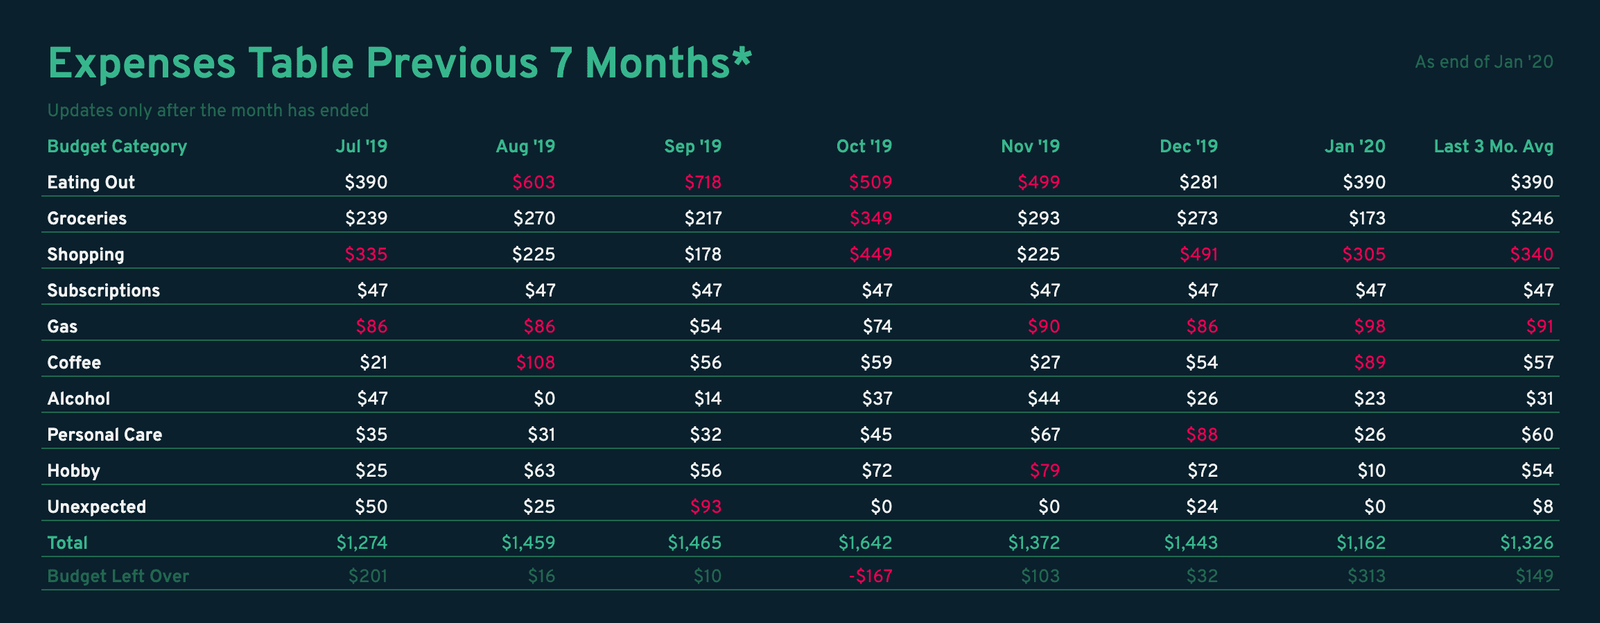 Expenses Table Previous 7 Months*
As end of Jan '20
Updates only after the month has ended
Budget Category Jul '19 Aug '19 Sep '19 Oct '19 Nov '19 Dec '19 Jan '20 Last 3 Mo. Avg
Eating Out $390 $603 $718 $509 $499 $281 $390 $390
Groceries $239 $270 $217 $349 $293 $273 $173 $246
Shopping $335 $225 $178 $449 $225 $491 $305 $340
Subscriptions $47 $47 $47 $47 $47 $47 $47 $47
Gas $86 $86 $54 $74 $90 $86 $98 $91
Coffee $21 $108 $56 $59 $27 $54 $89 $57
Alcohol $47 $0 $14 $37 $44 $26 $23 $31
Personal Care $35 $31 $32 $45 $67 $88 $26 $60
Hobby $25 $63 $56 $72 $79 $72 $10 $54
Unexpected $50 $25 $93 $0 $0 $24 $0 $8
Total $1,274 $1,459 $1,465 $1,642 $1,372 $1,443 $1,162 $1,326
Budget Left Over $201 $16 $10 -$167 $103 $32 $313 $149